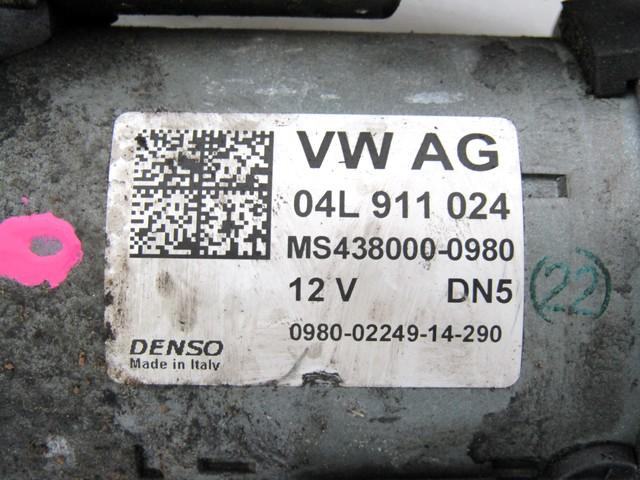 VW AG
04L 911 024
MS438000-0980
12 V DN5
(22)
0980-02249-14-290
DENSO
Made in Italy